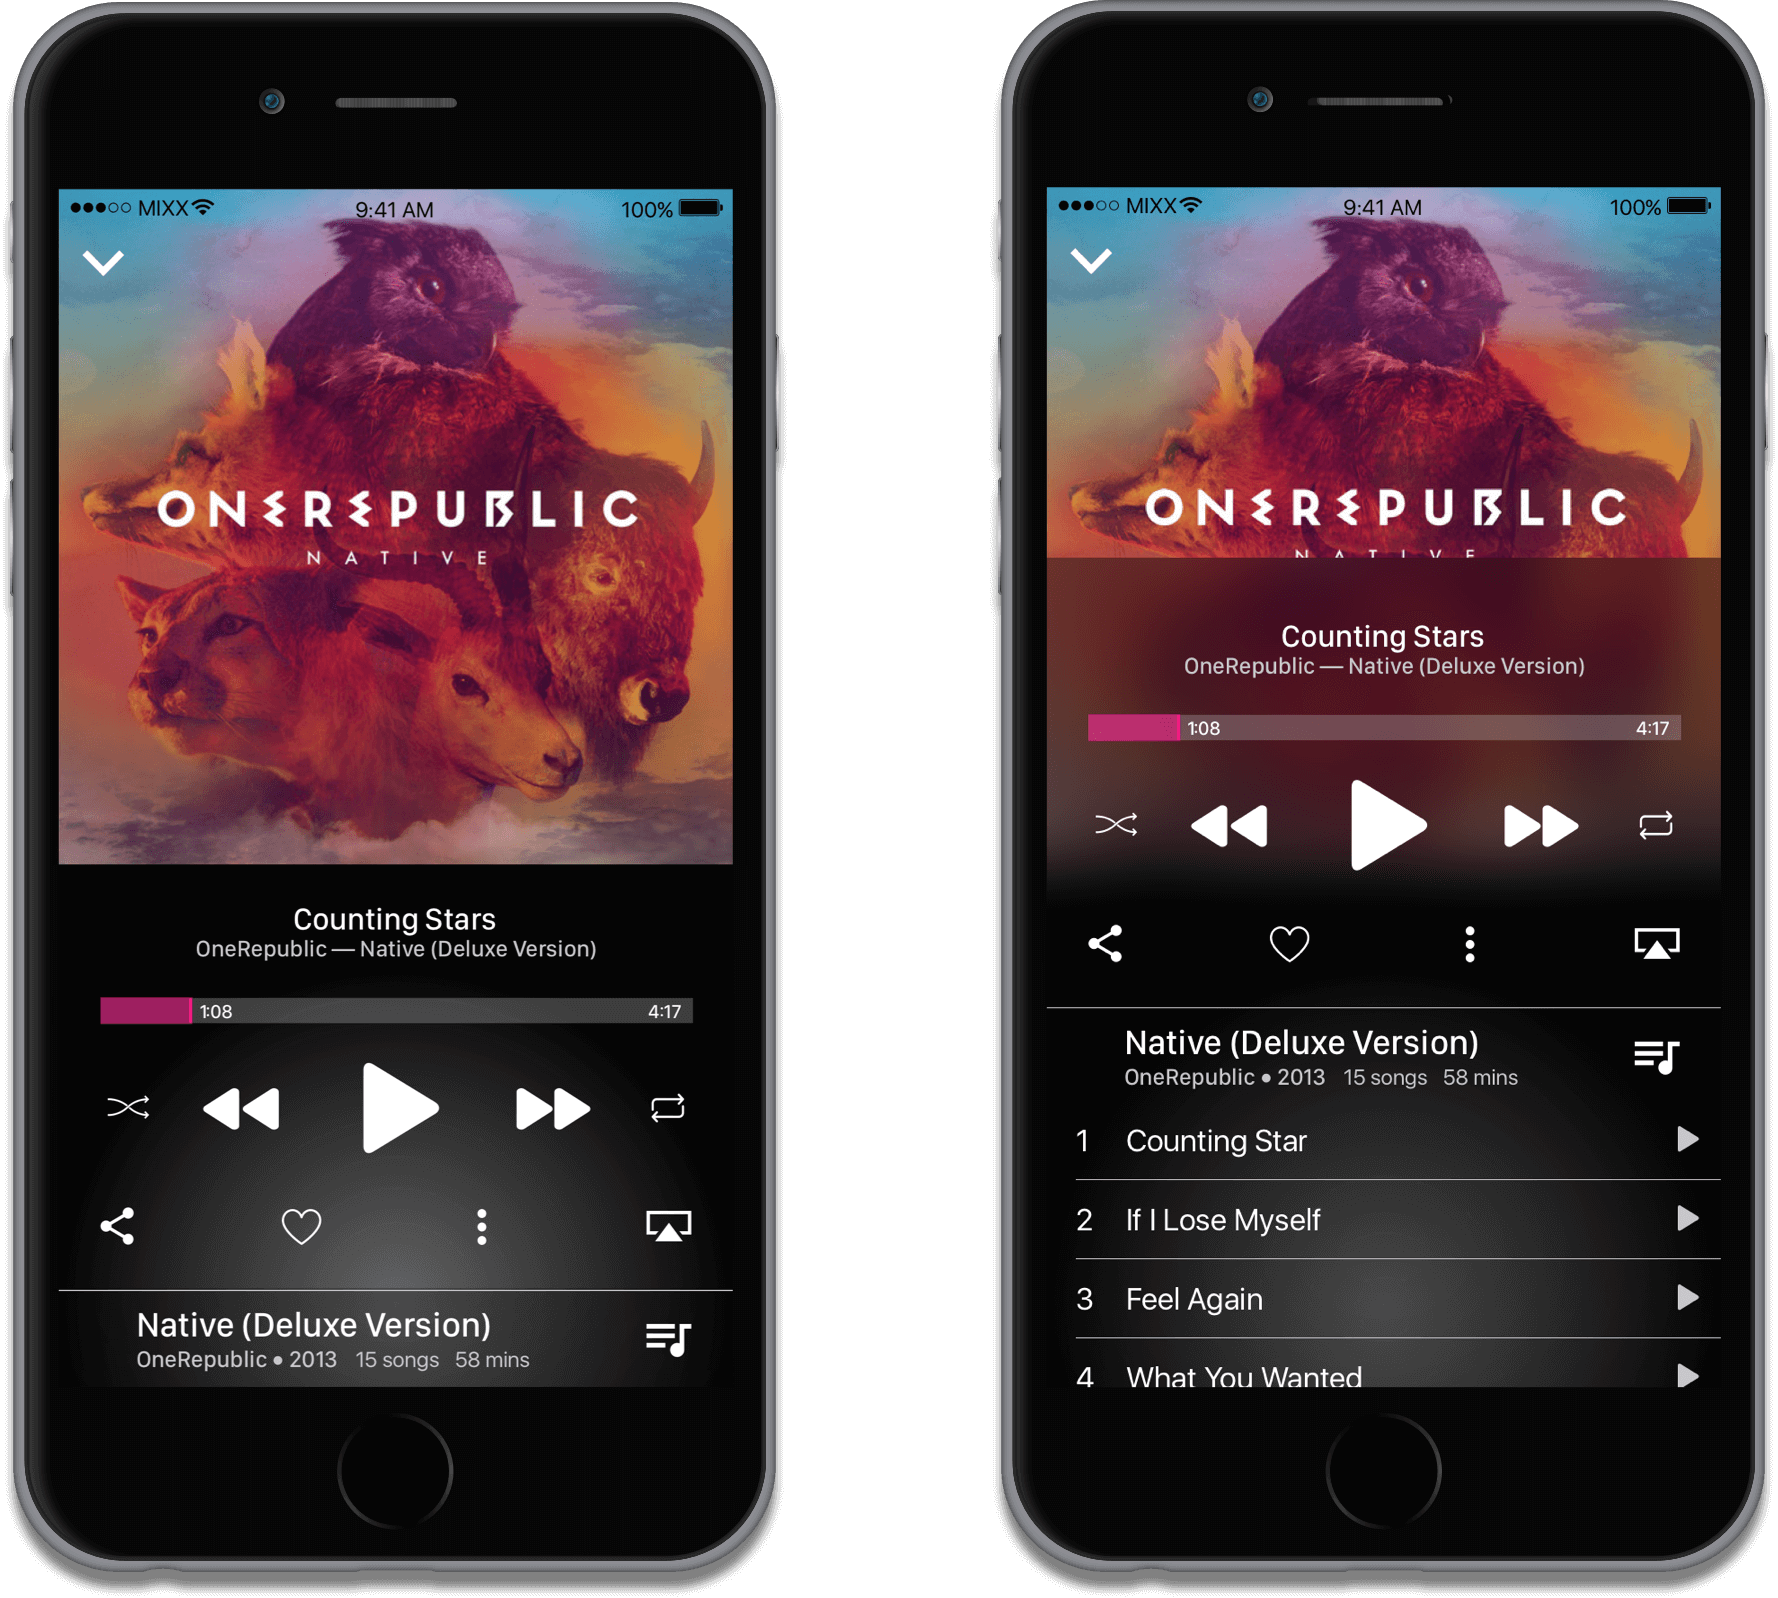 MIXX 9:41 AM 100%
ONEREPUBLIC
NATIVE
Counting Stars
OneRepublic — Native (Deluxe Version)
1:08 4:17
Native (Deluxe Version)
OneRepublic • 2013 15 songs 58 mins
MIXX 9:41 AM 100%
ONEREPUBLIC
NATIVE
Counting Stars
OneRepublic — Native (Deluxe Version)
1:08 4:17
Native (Deluxe Version)
OneRepublic • 2013 15 songs 58 mins
1 Counting Star
2 If I Lose Myself
3 Feel Again
4 What You Wanted